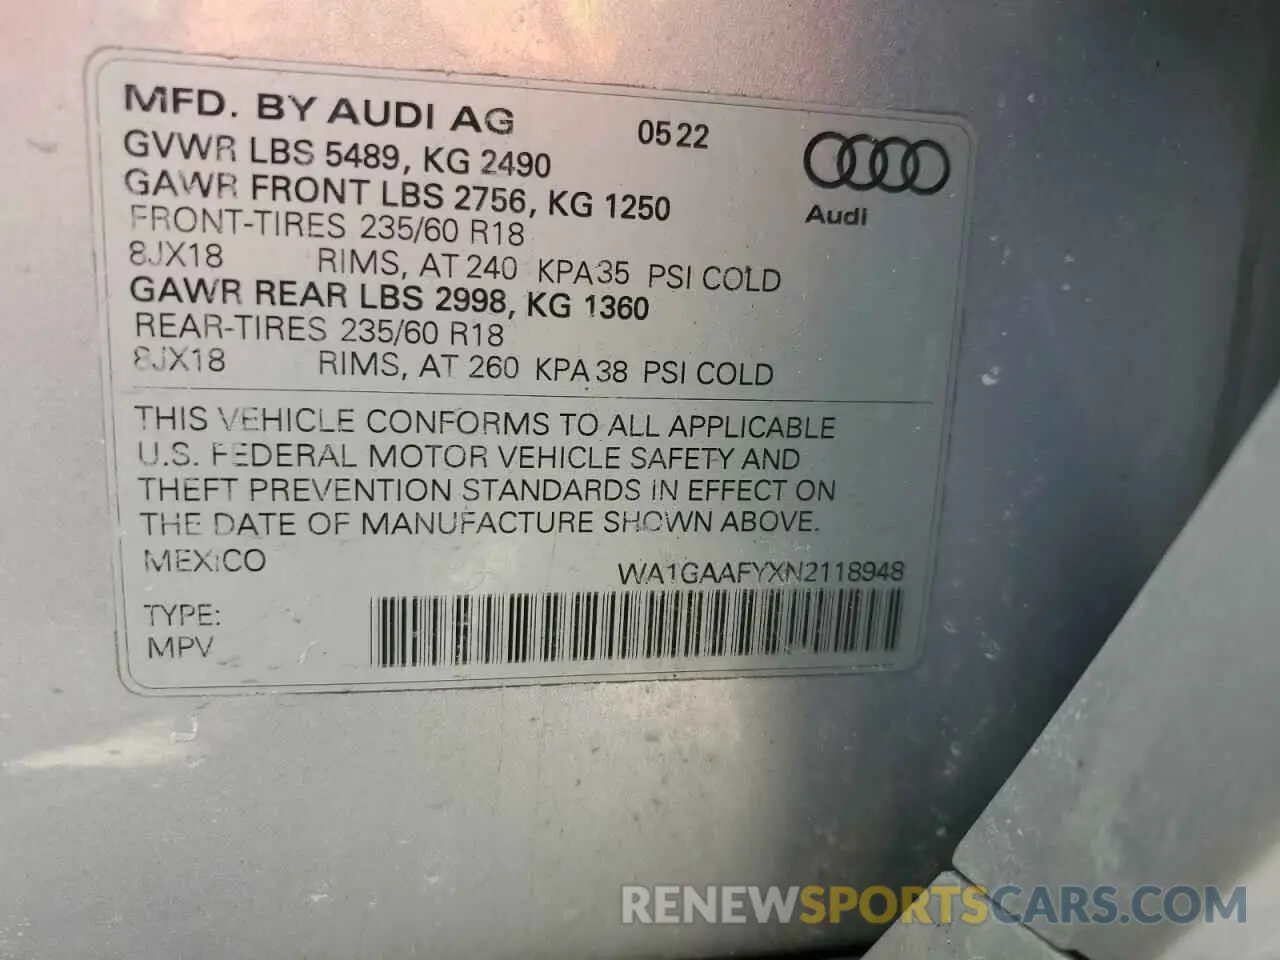 MFD. BY AUDI AG 0522
GVWR LBS 5489, KG 2490
GAWR FRONT LBS 2756, KG 1250
FRONT-TIRES 235/60 R18
8JX18 RIMS, AT 240 KPA 35 PSI COLD
GAWR REAR LBS 2998, KG 1360
REAR-TIRES 235/60 R18
8JX18 RIMS, AT 260 KPA 38 PSI COLD
Audi
THIS VEHICLE CONFORMS TO ALL APPLICABLE
U.S. FEDERAL MOTOR VEHICLE SAFETY AND
THEFT PREVENTION STANDARDS IN EFFECT ON
THE DATE OF MANUFACTURE SHOWN ABOVE.
MEXICO
WA1GAAFYXN2118948
TYPE:
MPV
RENEWSPORTSCARS.COM